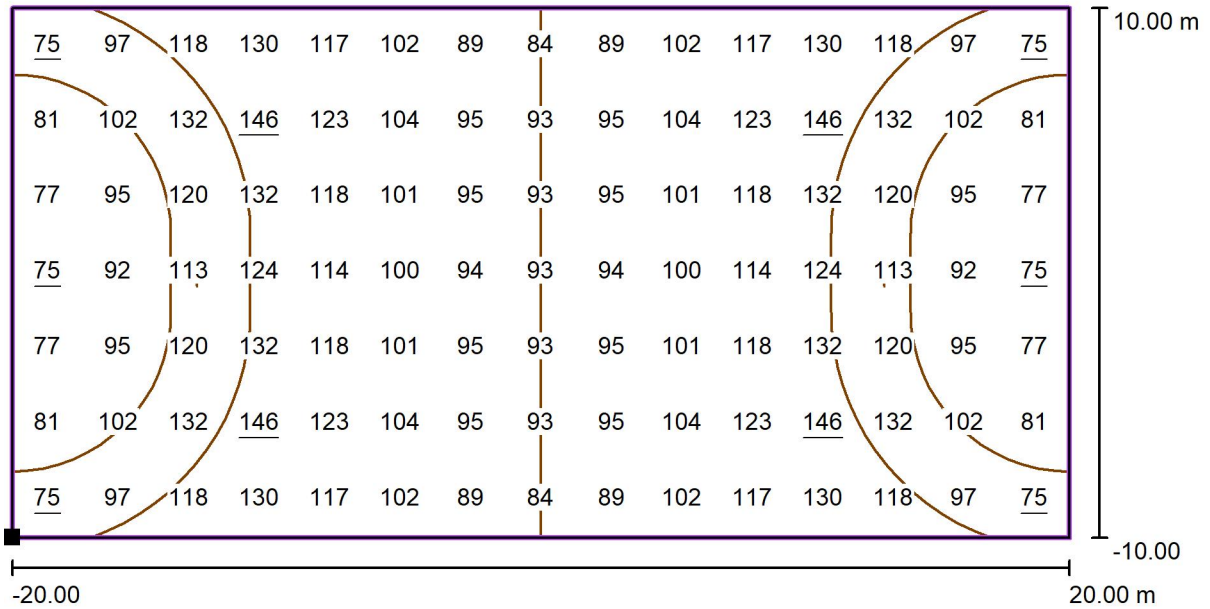 10.00 m
75 97 118 130 117 102 89 84 89 102 117 130 118 97 75
81 102 132 146 123 104 95 93 95 104 123 146 132 102 81
77 95 120 132 118 101 95 93 95 101 118 132 120 95 77
75 92 113 124 114 100 94 93 94 100 114 124 113 92 75
77 95 120 132 118 101 95 93 95 101 118 132 120 95 77
81 102 132 146 123 104 95 93 95 104 123 146 132 102 81
75 97 118 130 117 102 89 84 89 102 117 130 118 97 75
-10.00
-20.00 20.00 m